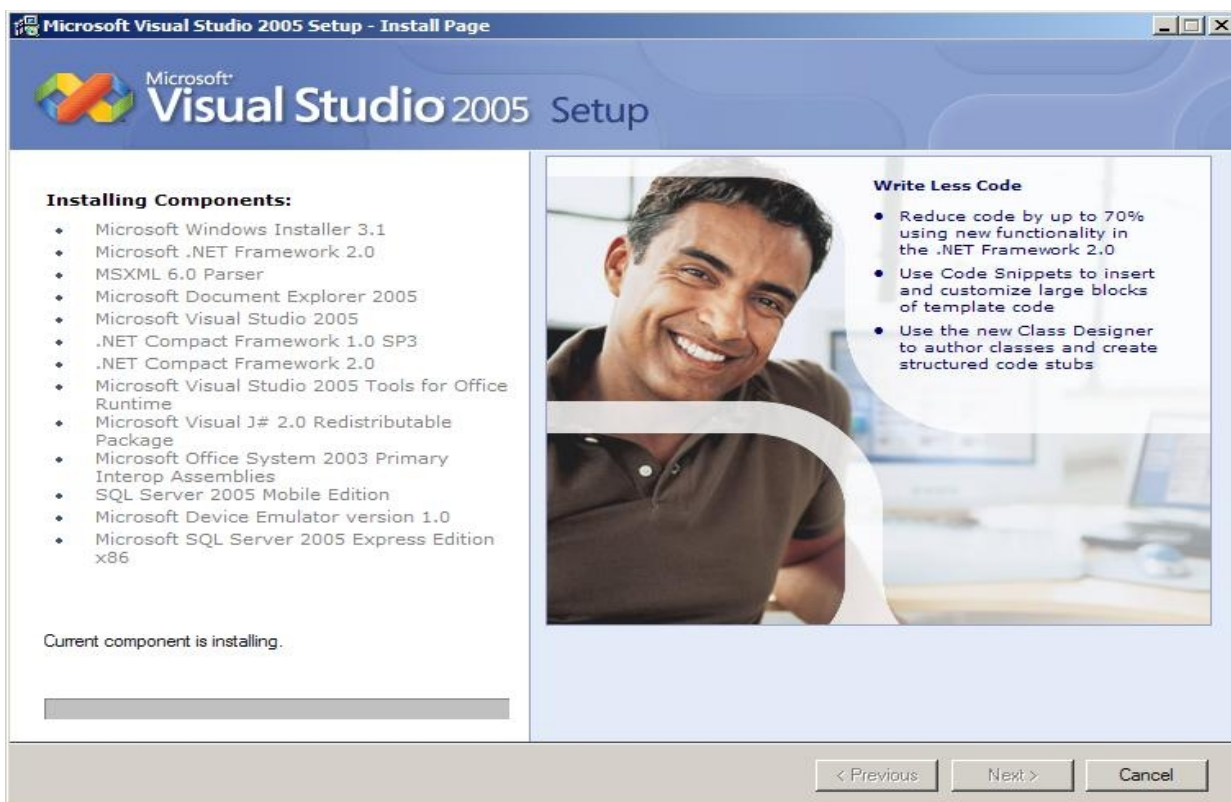 Microsoft Visual Studio 2005 Setup - Install Page
Microsoft
Visual Studio 2005 Setup
Installing Components:
Microsoft Windows Installer 3.1
Microsoft .NET Framework 2.0
MSXML 6.0 Parser
Microsoft Document Explorer 2005
Microsoft Visual Studio 2005
.NET Compact Framework 1.0 SP3
.NET Compact Framework 2.0
Microsoft Visual Studio 2005 Tools for Office
Runtime
Microsoft Visual J# 2.0 Redistributable
Package
Microsoft Office System 2003 Primary
Interop Assemblies
SQL Server 2005 Mobile Edition
Microsoft Device Emulator version 1.0
Microsoft SQL Server 2005 Express Edition
x86
Current component is installing.
Write Less Code
Reduce code by up to 70%
using new functionality in
the .NET Framework 2.0
Use Code Snippets to insert
and customize large blocks
of template code
Use the new Class Designer
to author classes and create
structured code stubs
< Previous
Next >
Cancel